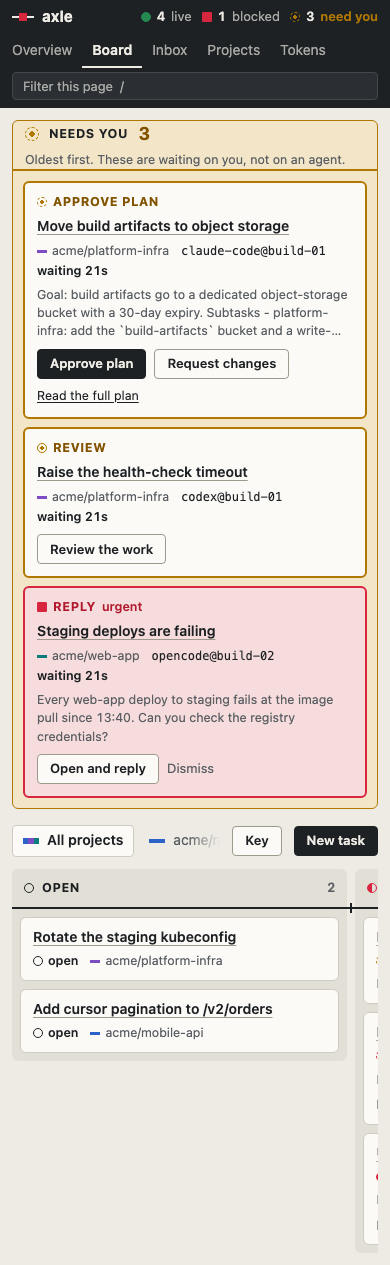 axle 4 live 1 blocked 3 need you
Overview Board Inbox Projects Tokens
Filter this page /
NEEDS YOU 3
Oldest first. These are waiting on you, not on an agent.
APPROVE PLAN
Move build artifacts to object storage
acme/platform-infra claude-code@build-01
waiting 21s
Goal: build artifacts go to a dedicated object-storage
bucket with a 30-day expiry. Subtasks - platform-
infra: add the `build-artifacts` bucket and a write-...
Approve plan Request changes
Read the full plan
REVIEW
Raise the health-check timeout
acme/platform-infra codex@build-01
waiting 21s
Review the work
REPLY urgent
Staging deploys are failing
acme/web-app opencode@build-02
waiting 21s
Every web-app deploy to staging fails at the image
pull since 13:40. Can you check the registry
credentials?
Open and reply Dismiss
All projects acme/ Key New task
OPEN 2
Rotate the staging kubeconfig
open acme/platform-infra
Add cursor pagination to /v2/orders
open acme/mobile-api